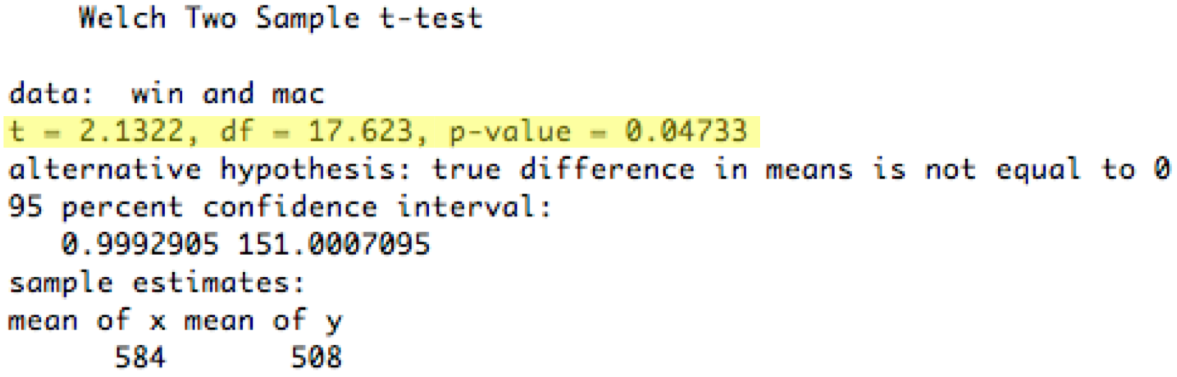 Welch Two Sample t-test
data:  win and mac
t = 2.1322, df = 17.623, p-value = 0.04733
alternative hypothesis: true difference in means is not equal to 0
95 percent confidence interval:
0.9992905 151.0007095
sample estimates:
mean of x mean of y
584       508